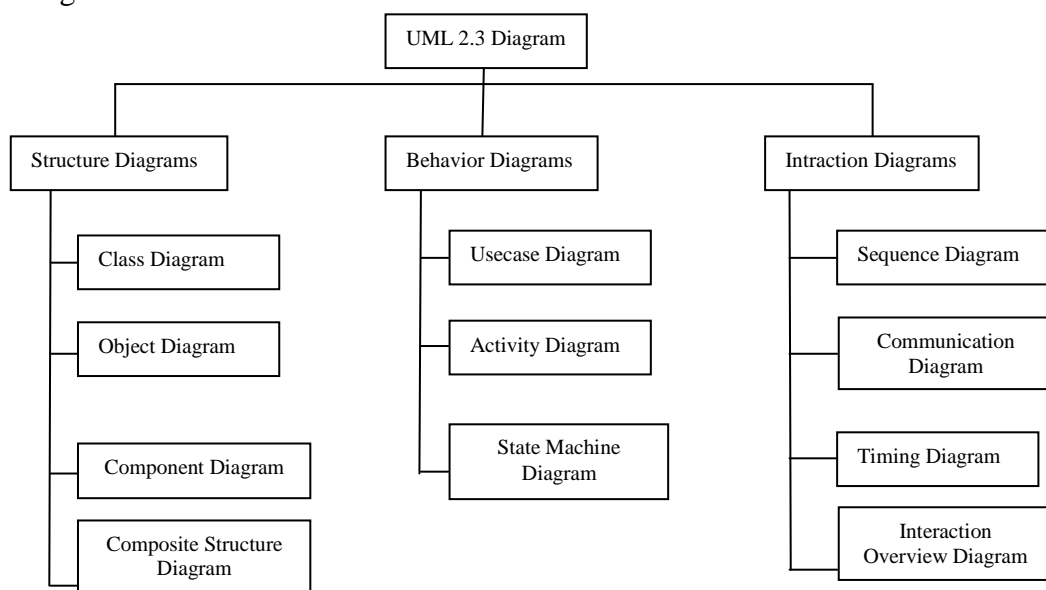 UML 2.3 Diagram
Structure Diagrams
Behavior Diagrams
Intraction Diagrams
Class Diagram
Object Diagram
Component Diagram
Composite Structure
Diagram
Usecase Diagram
Activity Diagram
State Machine
Diagram
Sequence Diagram
Communication
Diagram
Timing Diagram
Interaction
Overview Diagram